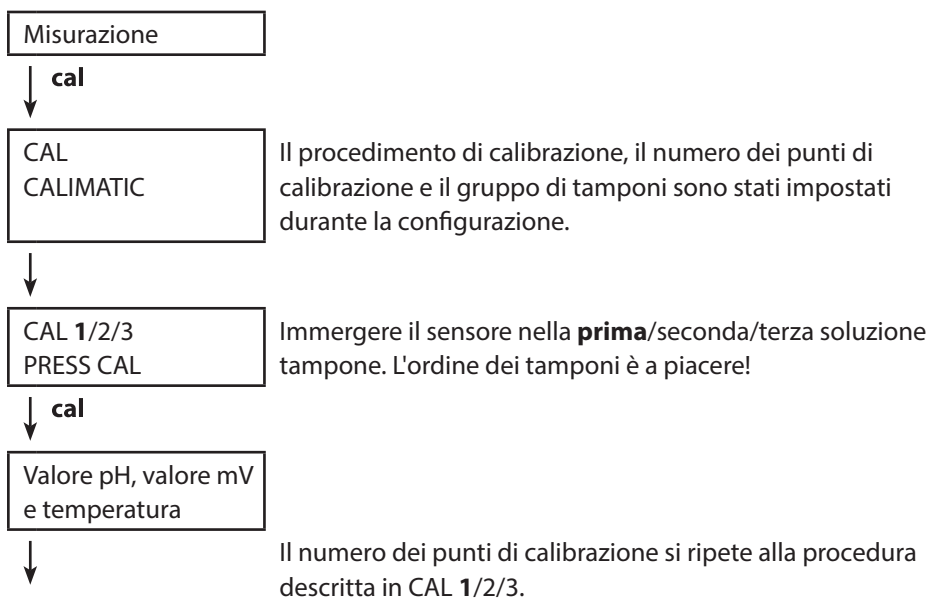 Misurazione
cal
CAL
CALIMATIC
Il procedimento di calibrazione, il numero dei punti di
calibrazione e il gruppo di tamponi sono stati impostati
durante la configurazione.
CAL 1/2/3
PRESS CAL
Immergere il sensore nella prima/seconda/terza soluzione
tampone. L'ordine dei tamponi è a piacere!
cal
Valore pH, valore mV
e temperatura
Il numero dei punti di calibrazione si ripete alla procedura
descritta in CAL 1/2/3.